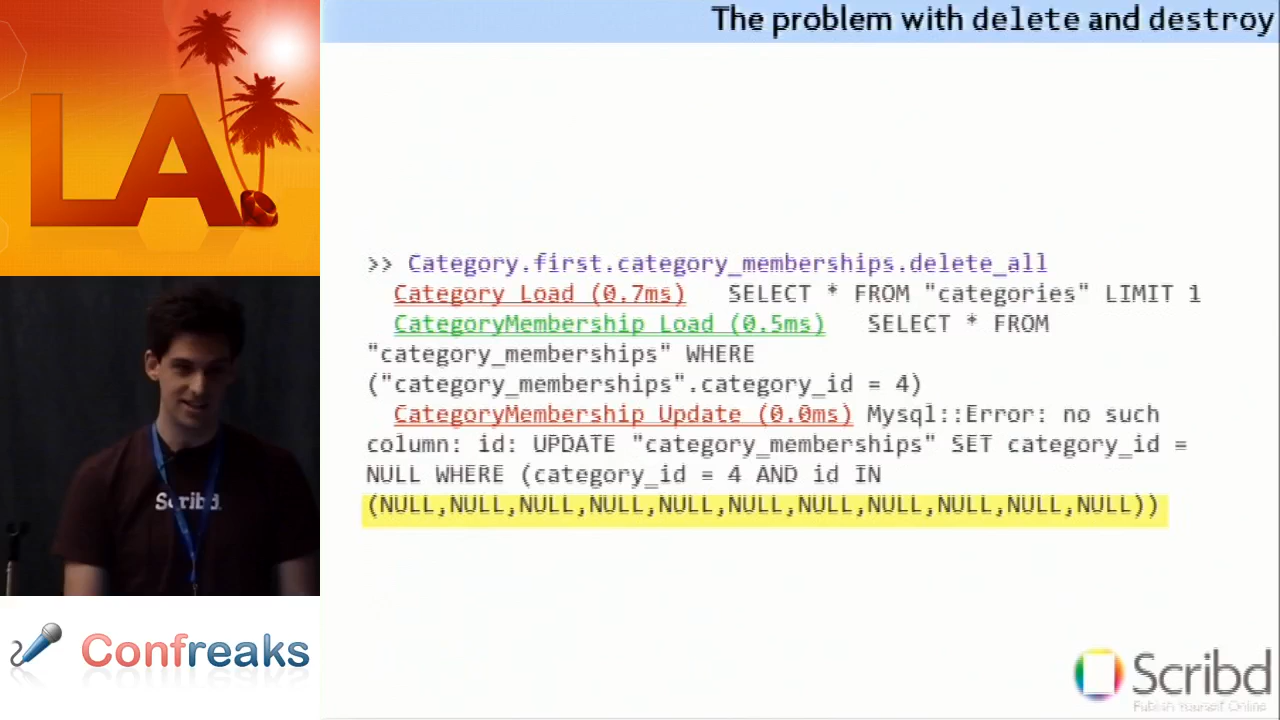 The problem with delete and destroy
LA.
>> Category.first.category_memberships.delete_all
Category Load (0.7ms) SELECT * FROM "categories" LIMIT 1
CategoryMembership Load (0.5ms) SELECT * FROM
"category_memberships" WHERE
("category_memberships".category_id = 4)
CategoryMembership Update (0.0ms) Mysql::Error: no such
column: id: UPDATE "category_memberships" SET category_id =
NULL WHERE (category_id = 4 AND id IN
(NULL,NULL,NULL,NULL,NULL,NULL,NULL,NULL,NULL,NULL,NULL))
Scribd
Confreaks
Scribd
Publish Yourself Online